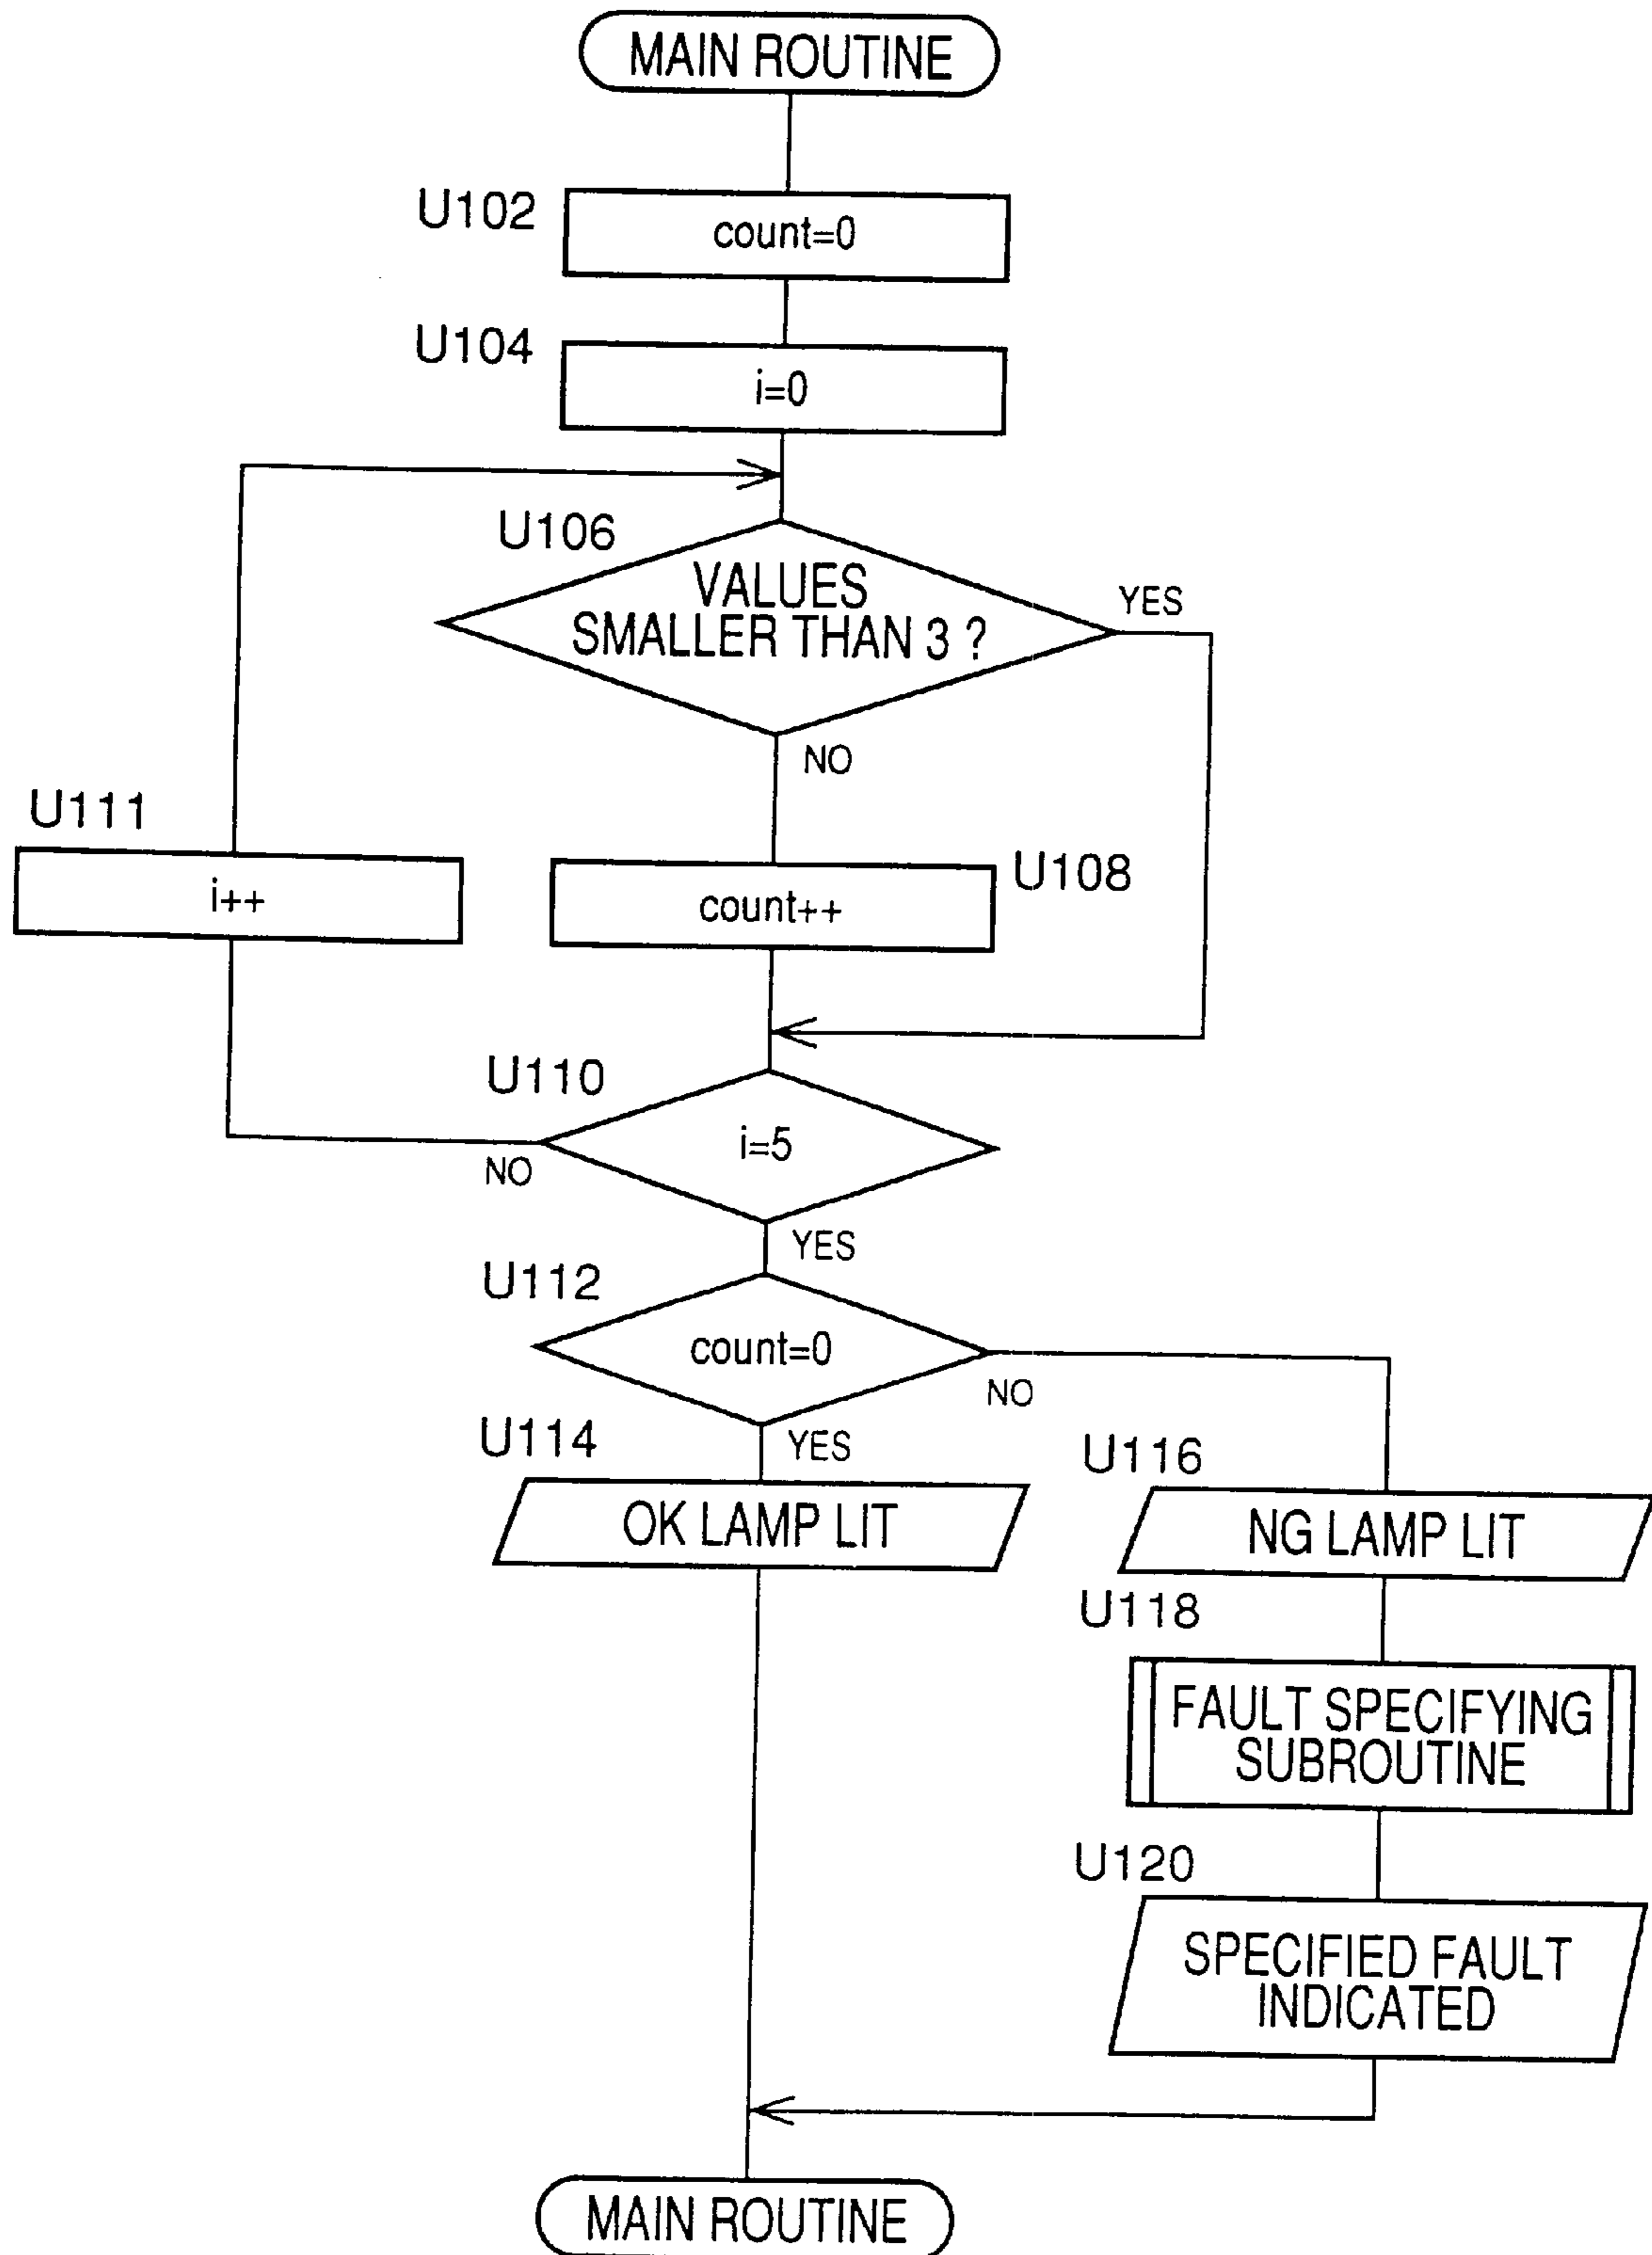 MAIN ROUTINE
U102
count=0
U104
i=0
U106
VALUES
SMALLER THAN 3 ?
YES
NO
U111
i++
U108
count++
U110
i=5
NO
YES
U112
count=0
NO
YES
U114
OK LAMP LIT
U116
NG LAMP LIT
U118
FAULT SPECIFYING
SUBROUTINE
U120
SPECIFIED FAULT
INDICATED
MAIN ROUTINE